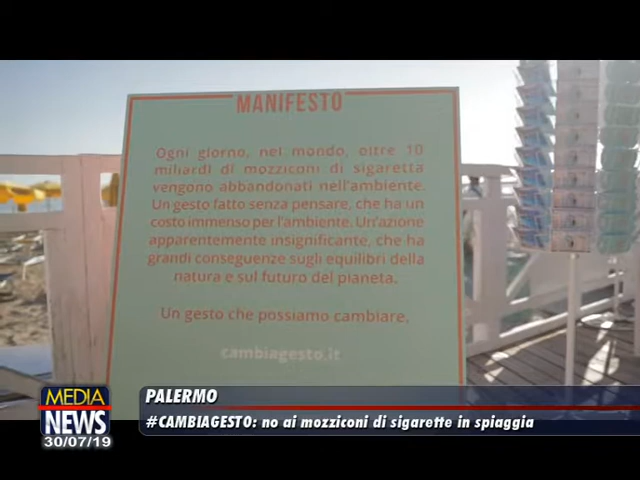 MANIFESTO
Ogni giorno, nel mondo, oltre 10
miliardi di mozziconi di sigaretta
vengono abbandonati nell'ambiente.
Un gesto fatto senza pensare, che ha un
costo immenso per l'ambiente. Un'azione
apparentemente insignificante, che ha
grandi conseguenze sugli equilibri della
natura e sul futuro del pianeta.
Un gesto che possiamo cambiare.
cambiagesto.it
MEDIA
NEWS
30/07/19
PALERMO
#CAMBIAGESTO: no ai mozziconi di sigarette in spiaggia